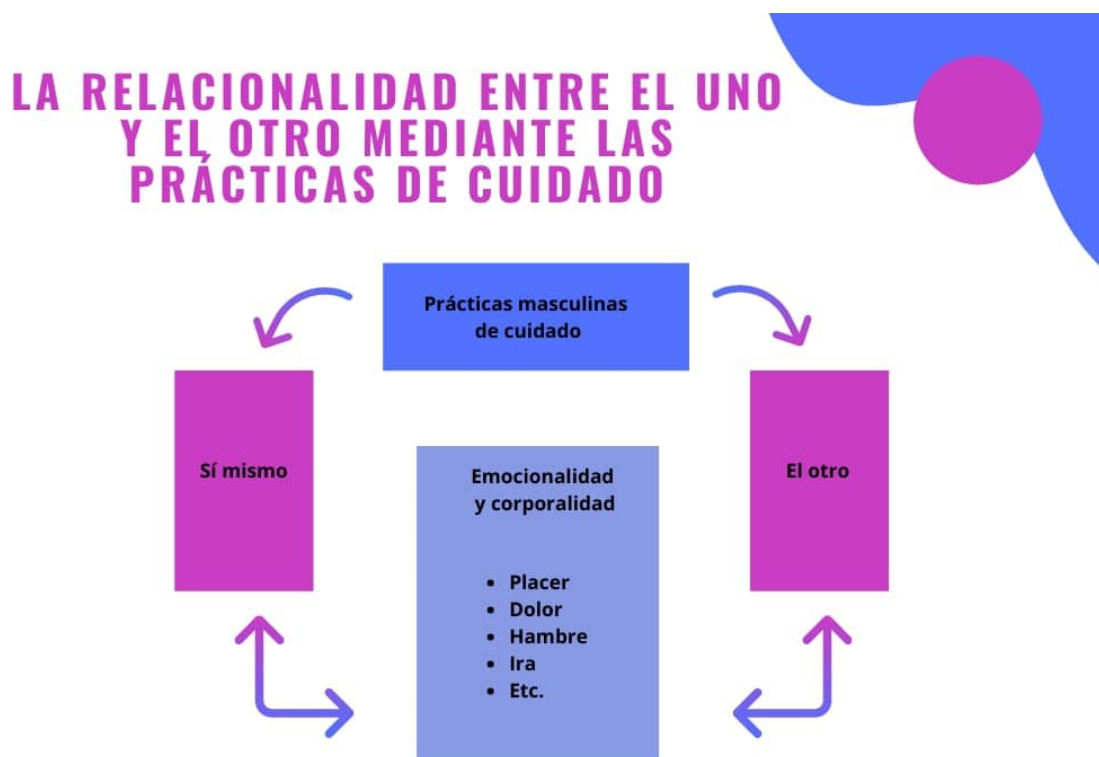 LA RELACIONALIDAD ENTRE EL UNO
Y EL OTRO MEDIANTE LAS
PRÁCTICAS DE CUIDADO
Prácticas masculinas
de cuidado
Sí mismo
Emocionalidad
y corporalidad
• Placer
• Dolor
• Hambre
• Ira
• Etc.
El otro